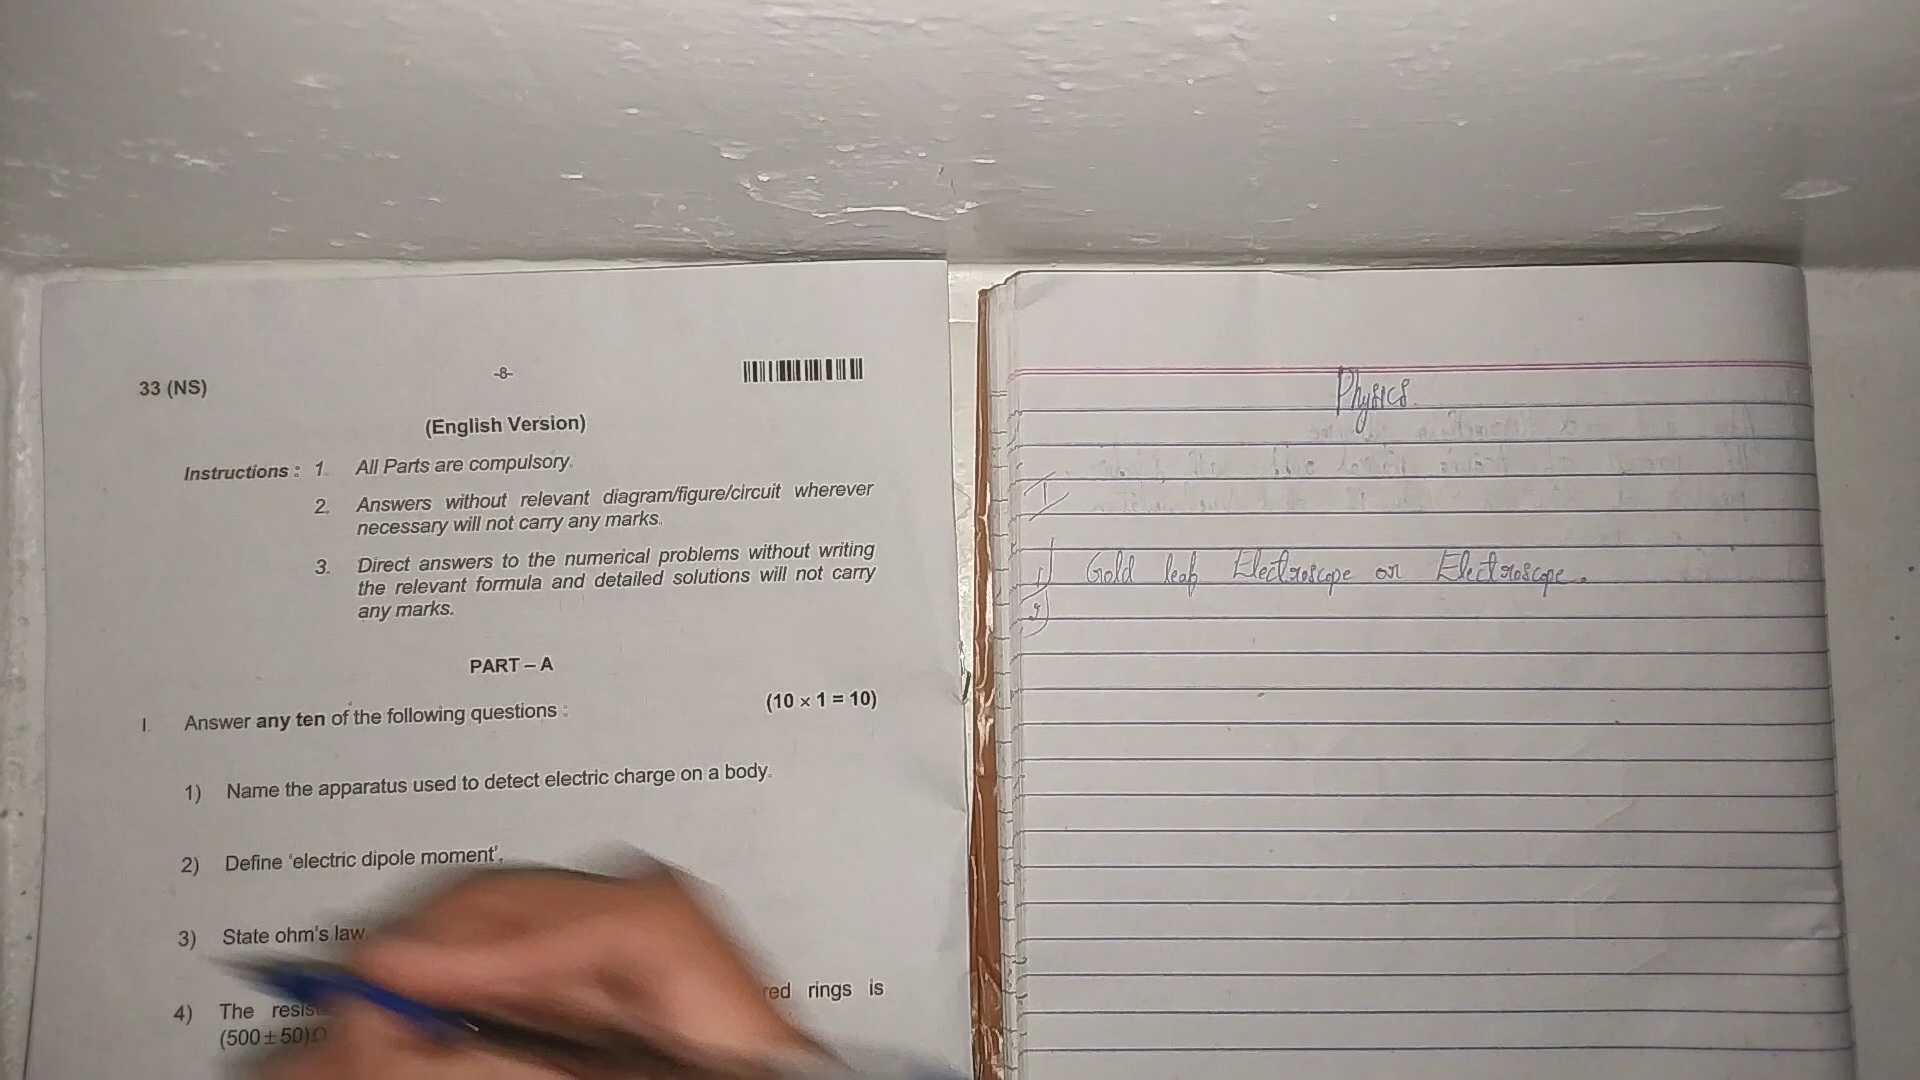 33 (NS)
-8-
(English Version)
Instructions : 1. All Parts are compulsory.
2. Answers without relevant diagram/figure/circuit wherever
necessary will not carry any marks.
3. Direct answers to the numerical problems without writing
the relevant formula and detailed solutions will not carry
any marks.
PART – A
I. Answer any ten of the following questions :
(10 × 1 = 10)
1) Name the apparatus used to detect electric charge on a body.
2) Define 'electric dipole moment'.
3) State ohm's law.
4) The red rings is
(500 ± 50)Ω
Physics
I
1) Gold leaf Electroscope or Electroscope.
2)